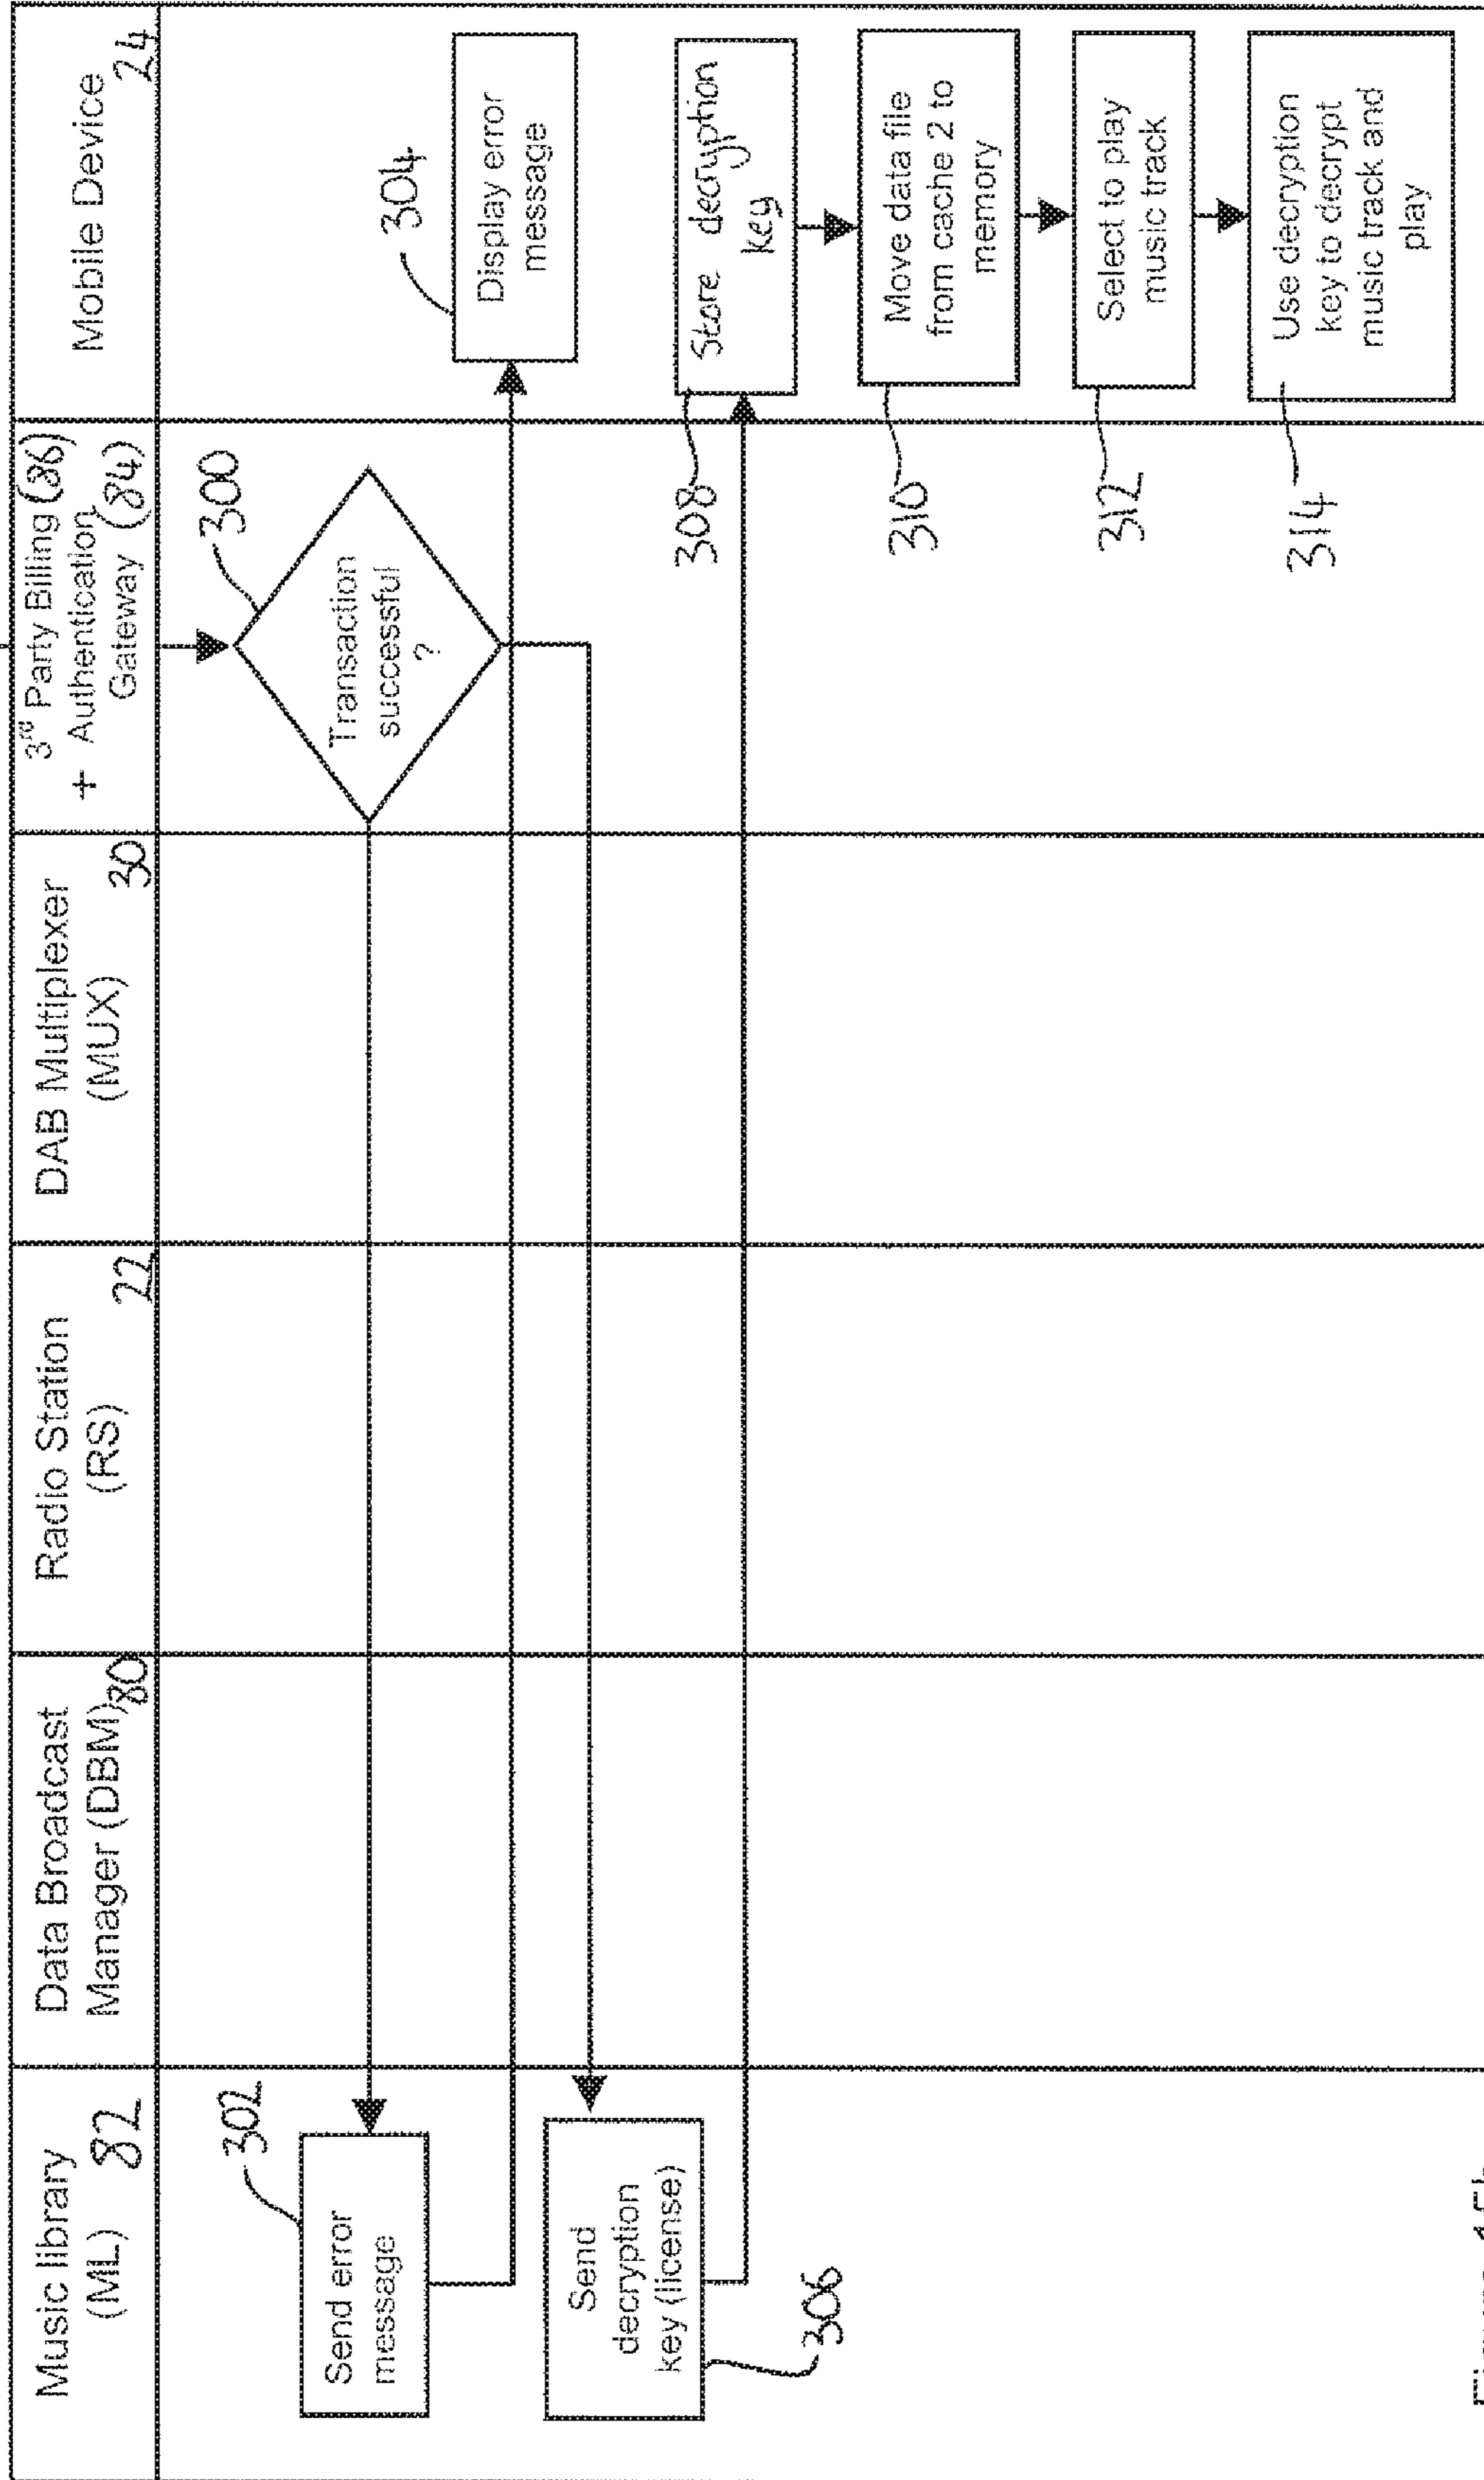 Music library
(ML) 82
Data Broadcast
Manager (DBM) 80
Radio Station
(RS) 22
DAB Multiplexer
(MUX) 30
3rd Party Billing (86)
+ Authentication
Gateway (84)
Mobile Device
24
300
Transaction
successful
?
302
Send error
message
304
Display error
message
Send
decryption
key (license)
306
308
Store decryption
key
310
Move data file
from cache 2 to
memory
312
Select to play
music track
314
Use decryption
key to decrypt
music track and
play